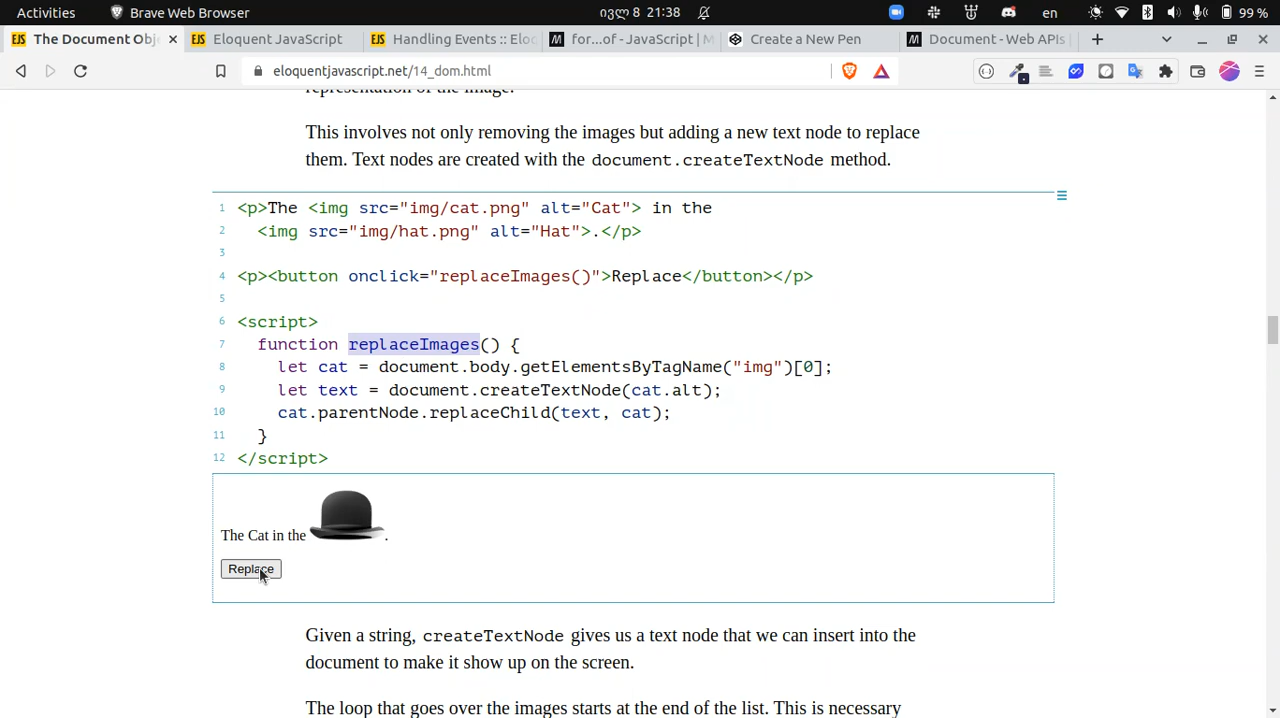 Activities Brave Web Browser ივლ 8 21:38 en 99 %
The Document Obj Eloquent JavaScript Handling Events :: Elo for...of - JavaScript | M Create a New Pen Document - Web APIs |
eloquentjavascript.net/14_dom.html
representation of the image.
This involves not only removing the images but adding a new text node to replace
them. Text nodes are created with the document.createTextNode method.
1 <p>The <img src="img/cat.png" alt="Cat"> in the
2 <img src="img/hat.png" alt="Hat">.</p>
3
4 <p><button onclick="replaceImages()">Replace</button></p>
5
6 <script>
7 function replaceImages() {
8 let cat = document.body.getElementsByTagName("img")[0];
9 let text = document.createTextNode(cat.alt);
10 cat.parentNode.replaceChild(text, cat);
11 }
12 </script>
The Cat in the .
Replace
Given a string, createTextNode gives us a text node that we can insert into the
document to make it show up on the screen.
The loop that goes over the images starts at the end of the list. This is necessary